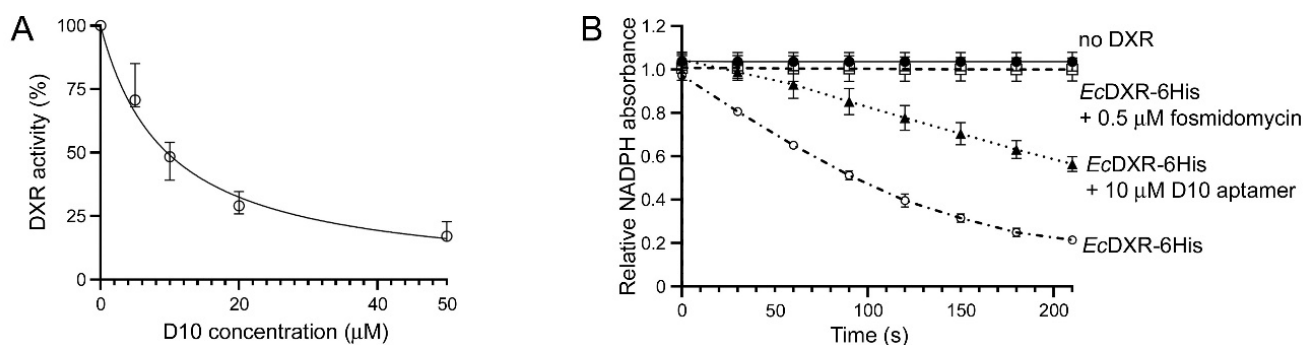 A
DXR activity (%)
100
75
50
25
0
0 20 40 50
D10 concentration (μM)
B
Relative NADPH absorbance
1.2
1.0
0.8
0.6
0.4
0.2
0
0 50 100 150 200
Time (s)
no DXR
EcDXR-6His
+ 0.5 μM fosmidomycin
EcDXR-6His
+ 10 μM D10 aptamer
EcDXR-6His